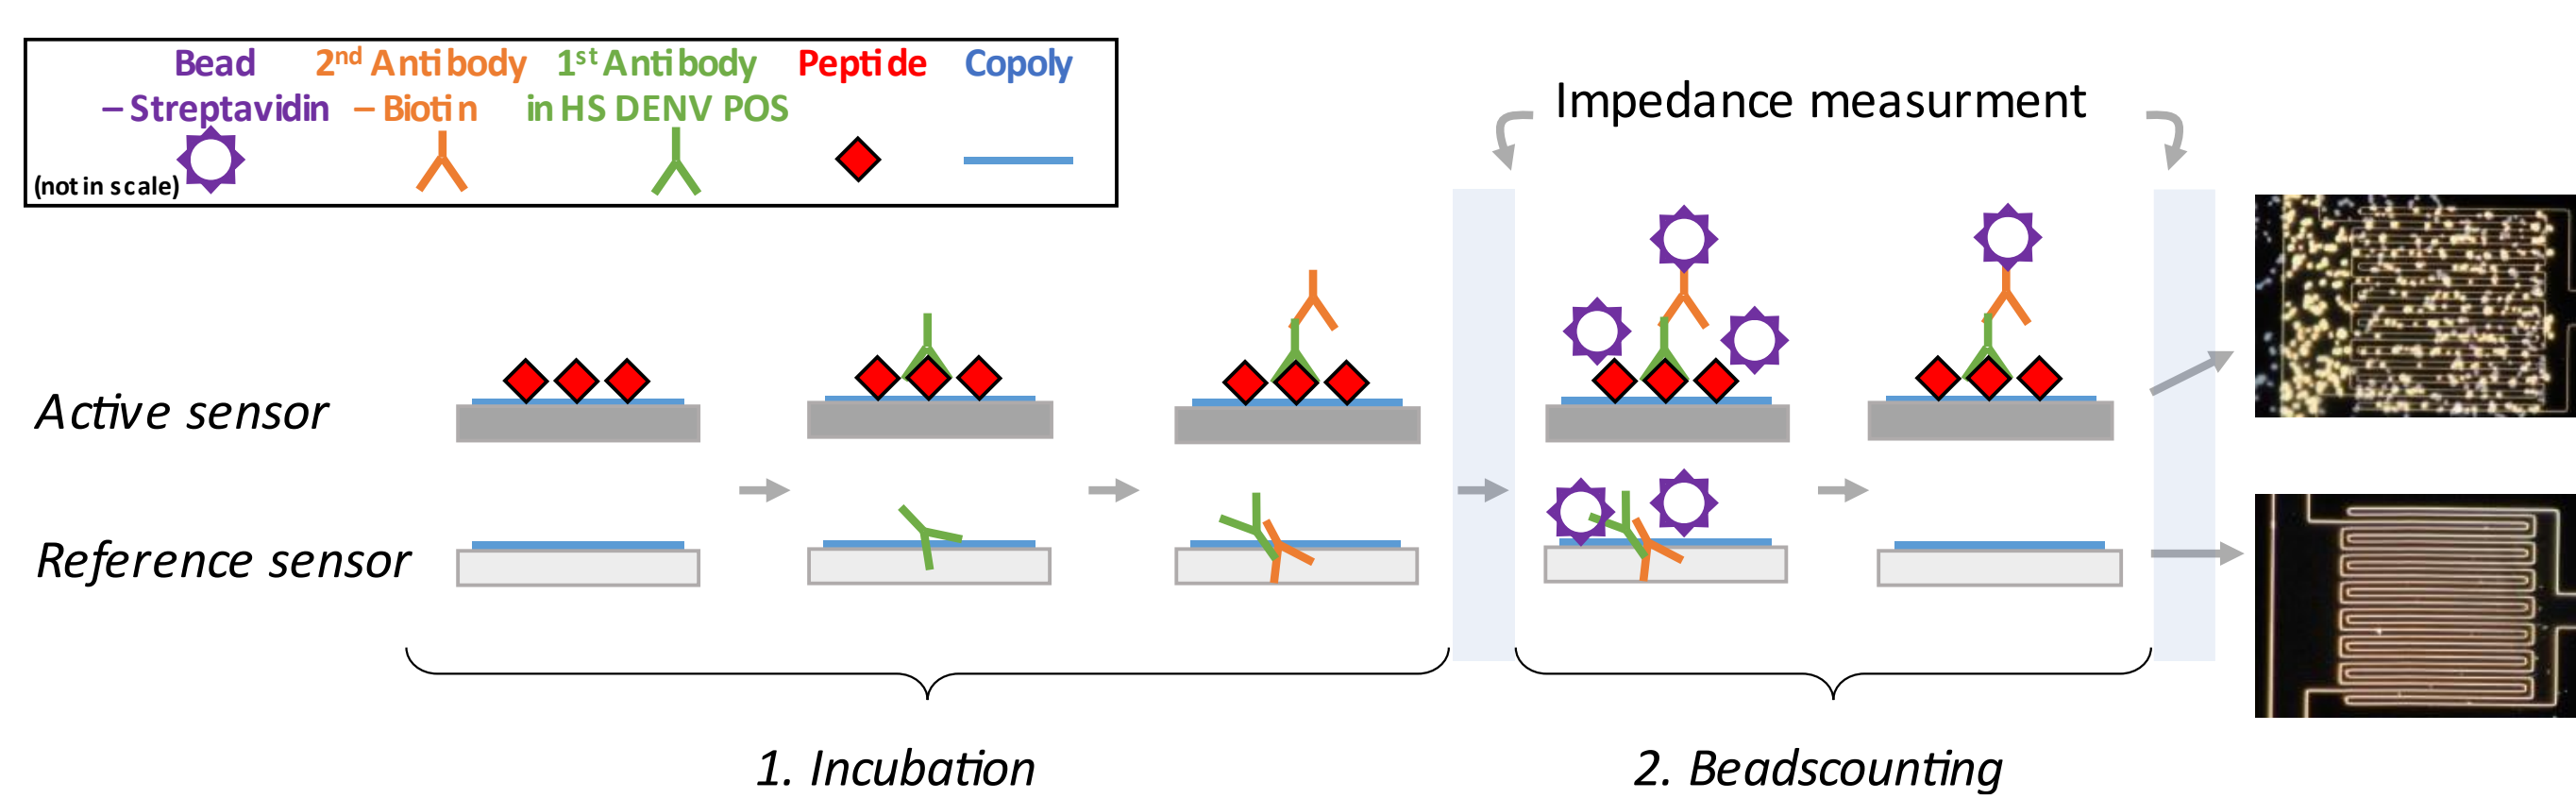 Bead 2nd Antibody 1st Antibody Peptide Copoly
– Streptavidin – Biotin in HS DENV POS
(not in scale)
Impedance measurment
Active sensor
Reference sensor
1. Incubation
2. Beadscounting